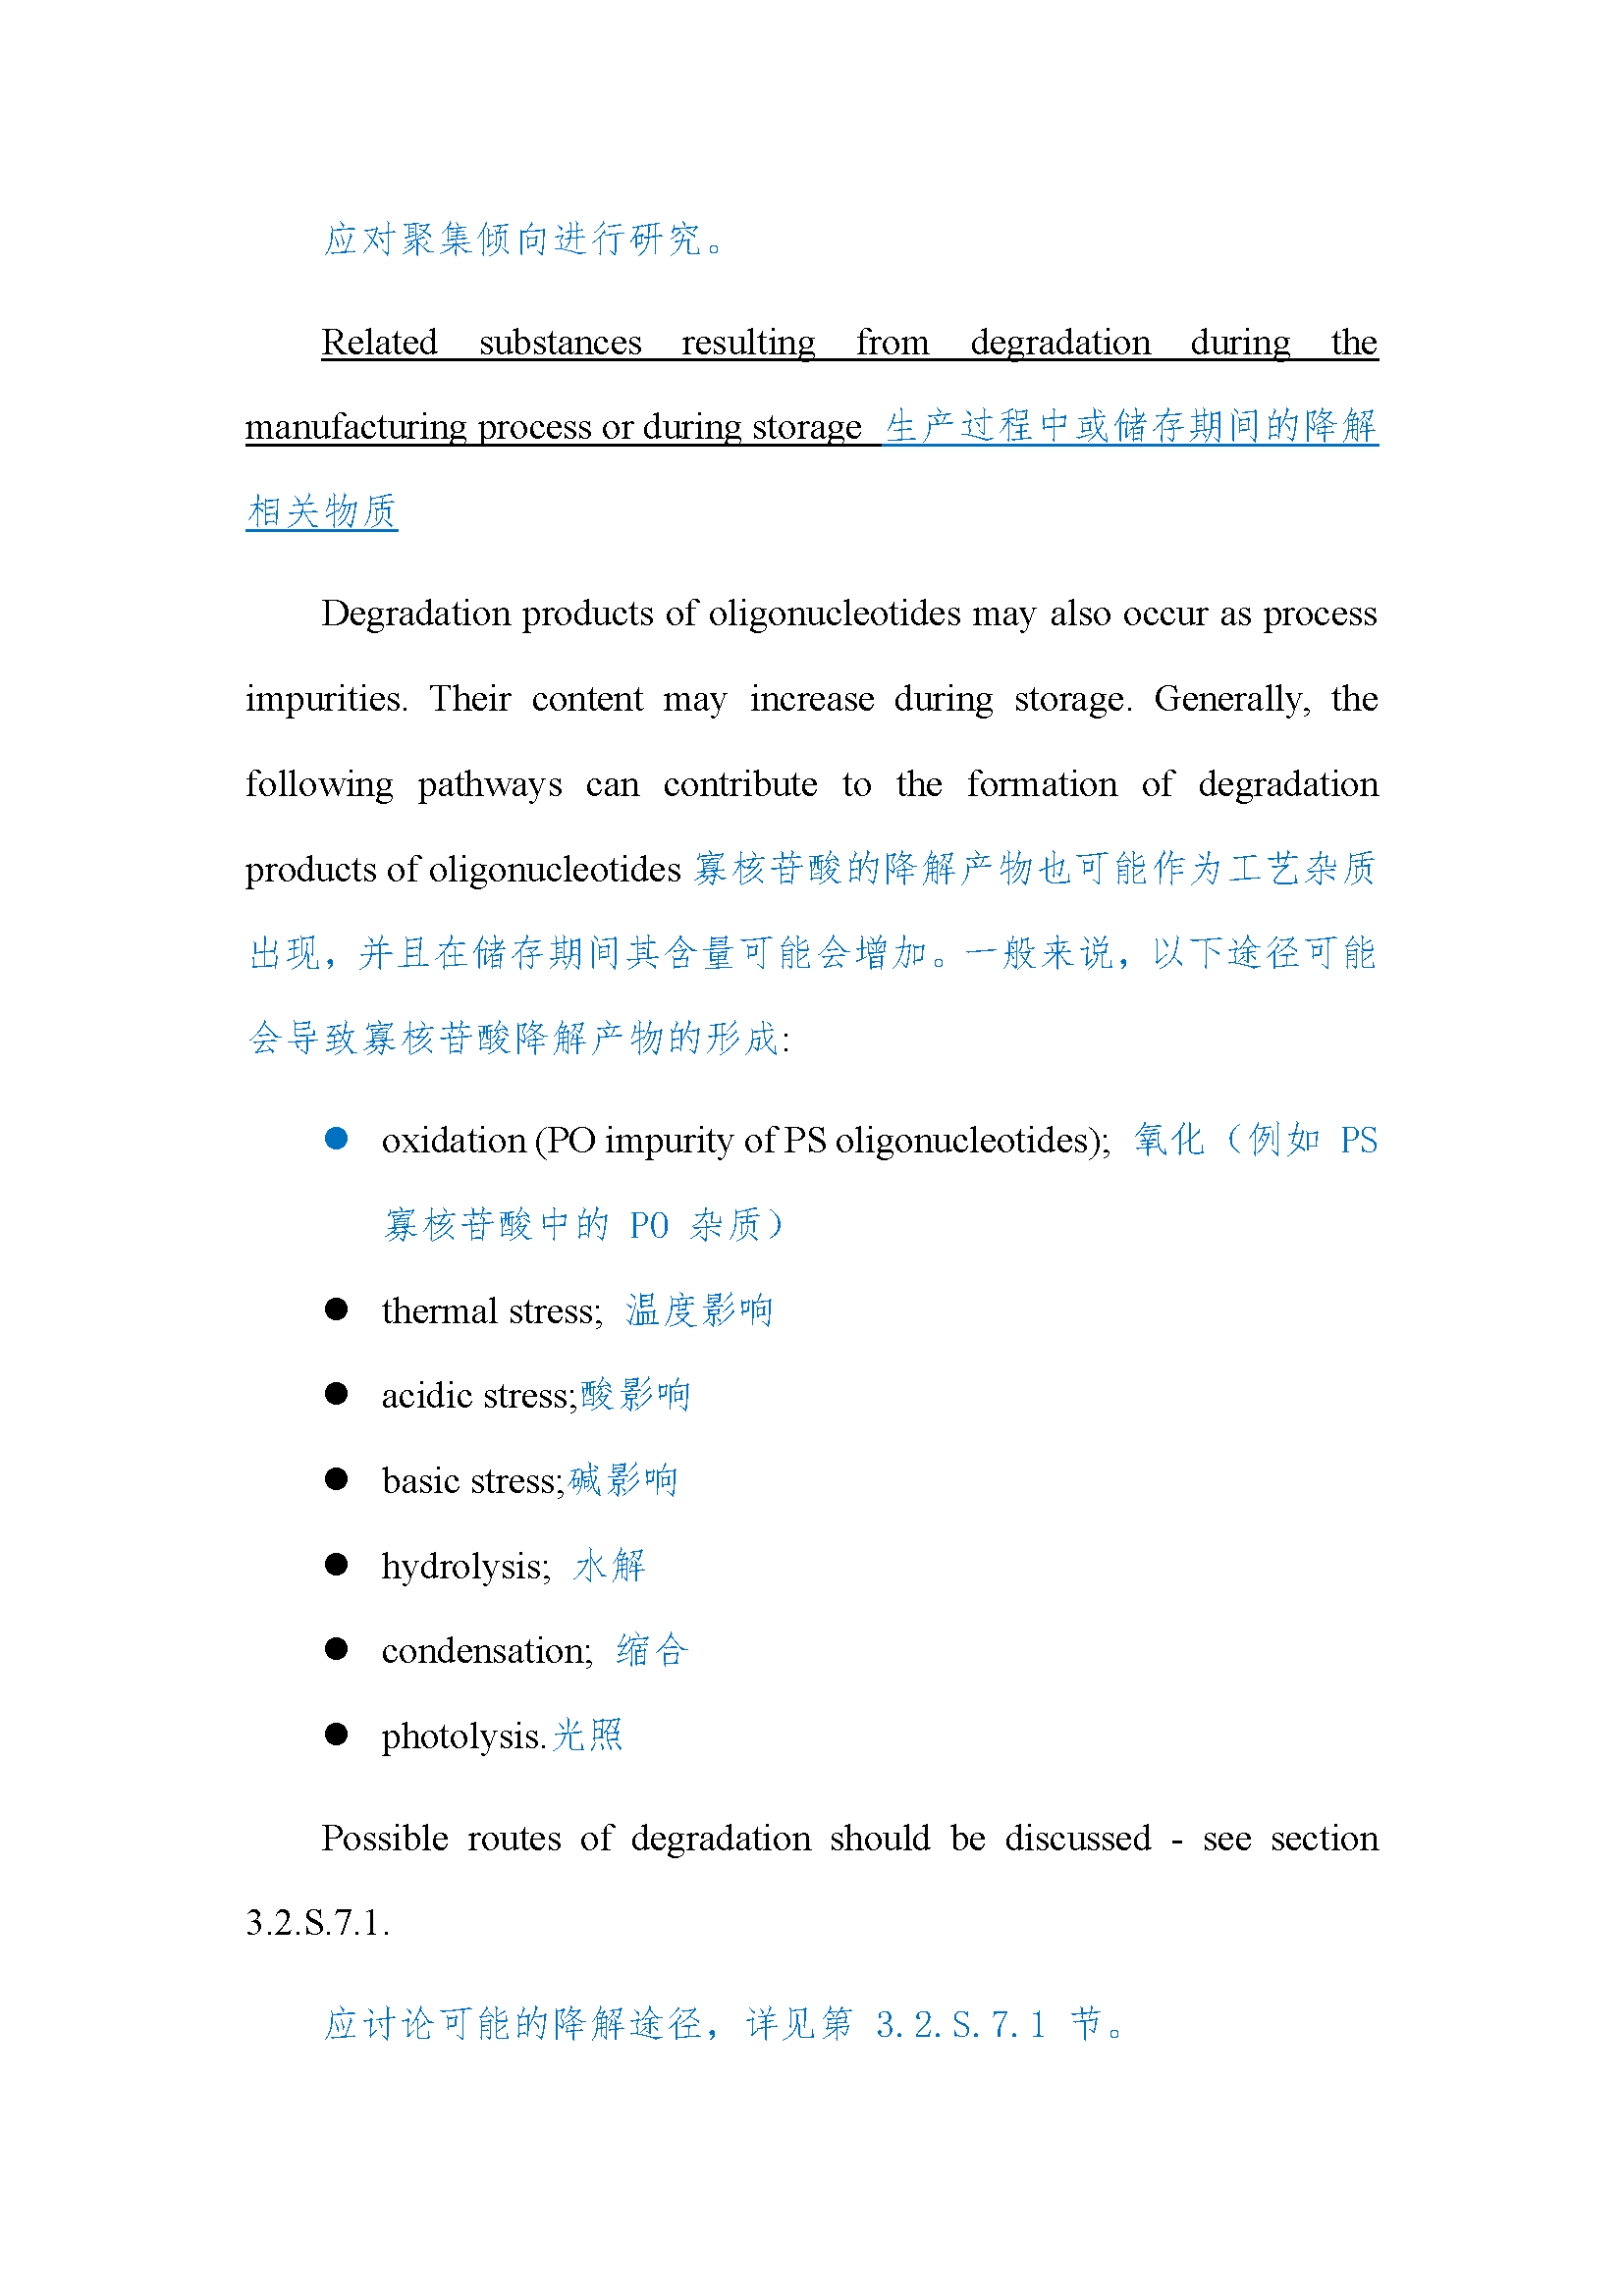 应对聚集倾向进行研究。
Related substances resulting from degradation during the
manufacturing process or during storage 生产过程中或储存期间的降解
相关物质
Degradation products of oligonucleotides may also occur as process
impurities. Their content may increase during storage. Generally, the
following pathways can contribute to the formation of degradation
products of oligonucleotides 寡核苷酸的降解产物也可能作为工艺杂质
出现，并且在储存期间其含量可能会增加。一般来说，以下途径可能
会导致寡核苷酸降解产物的形成:
● oxidation (PO impurity of PS oligonucleotides); 氧化（例如 PS
寡核苷酸中的 PO 杂质）
● thermal stress; 温度影响
● acidic stress;酸影响
● basic stress;碱影响
● hydrolysis; 水解
● condensation; 缩合
● photolysis.光照
Possible routes of degradation should be discussed - see section
3.2.S.7.1.
应讨论可能的降解途径，详见第 3.2.S.7.1 节。